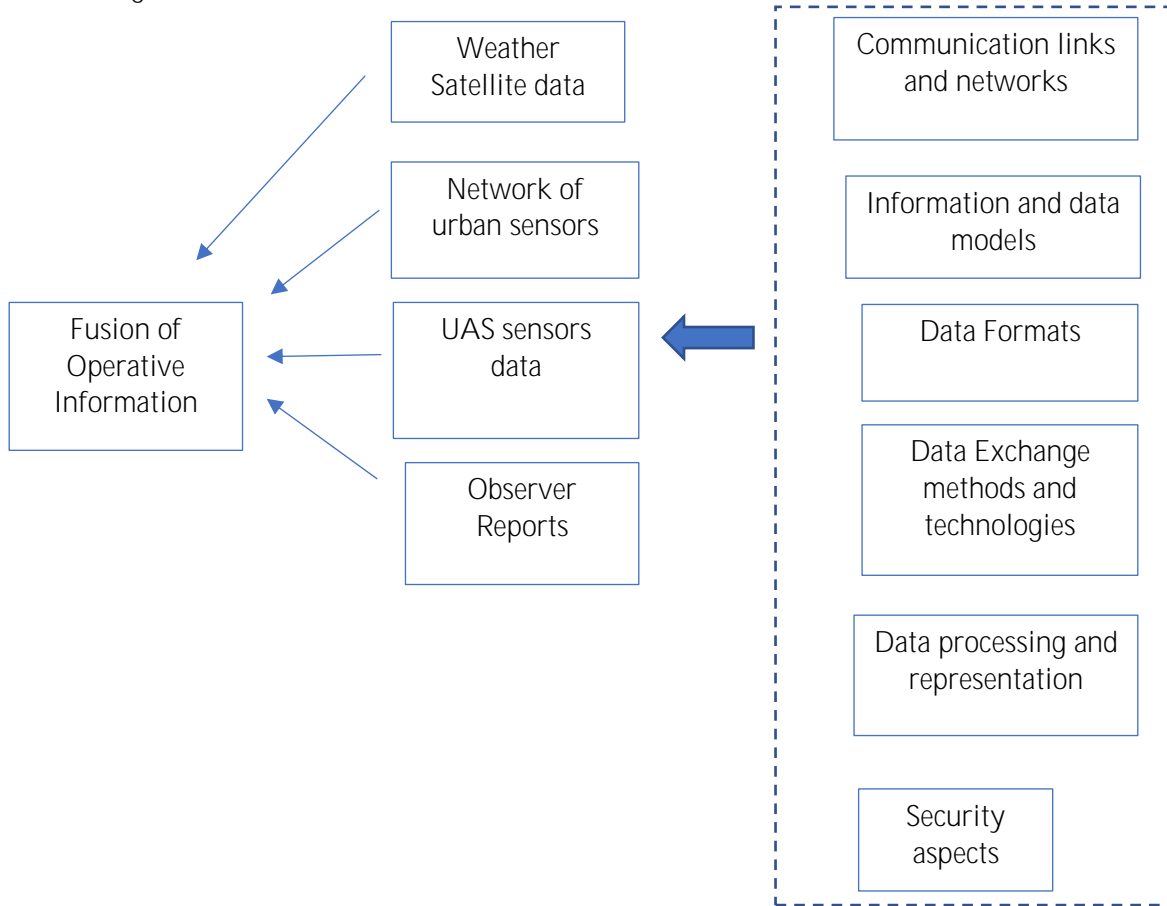 Weather
Satellite data
Network of
urban sensors
Fusion of
Operative
Information
UAS sensors
data
Observer
Reports
Communication links
and networks
Information and data
models
Data Formats
Data Exchange
methods and
technologies
Data processing and
representation
Security
aspects